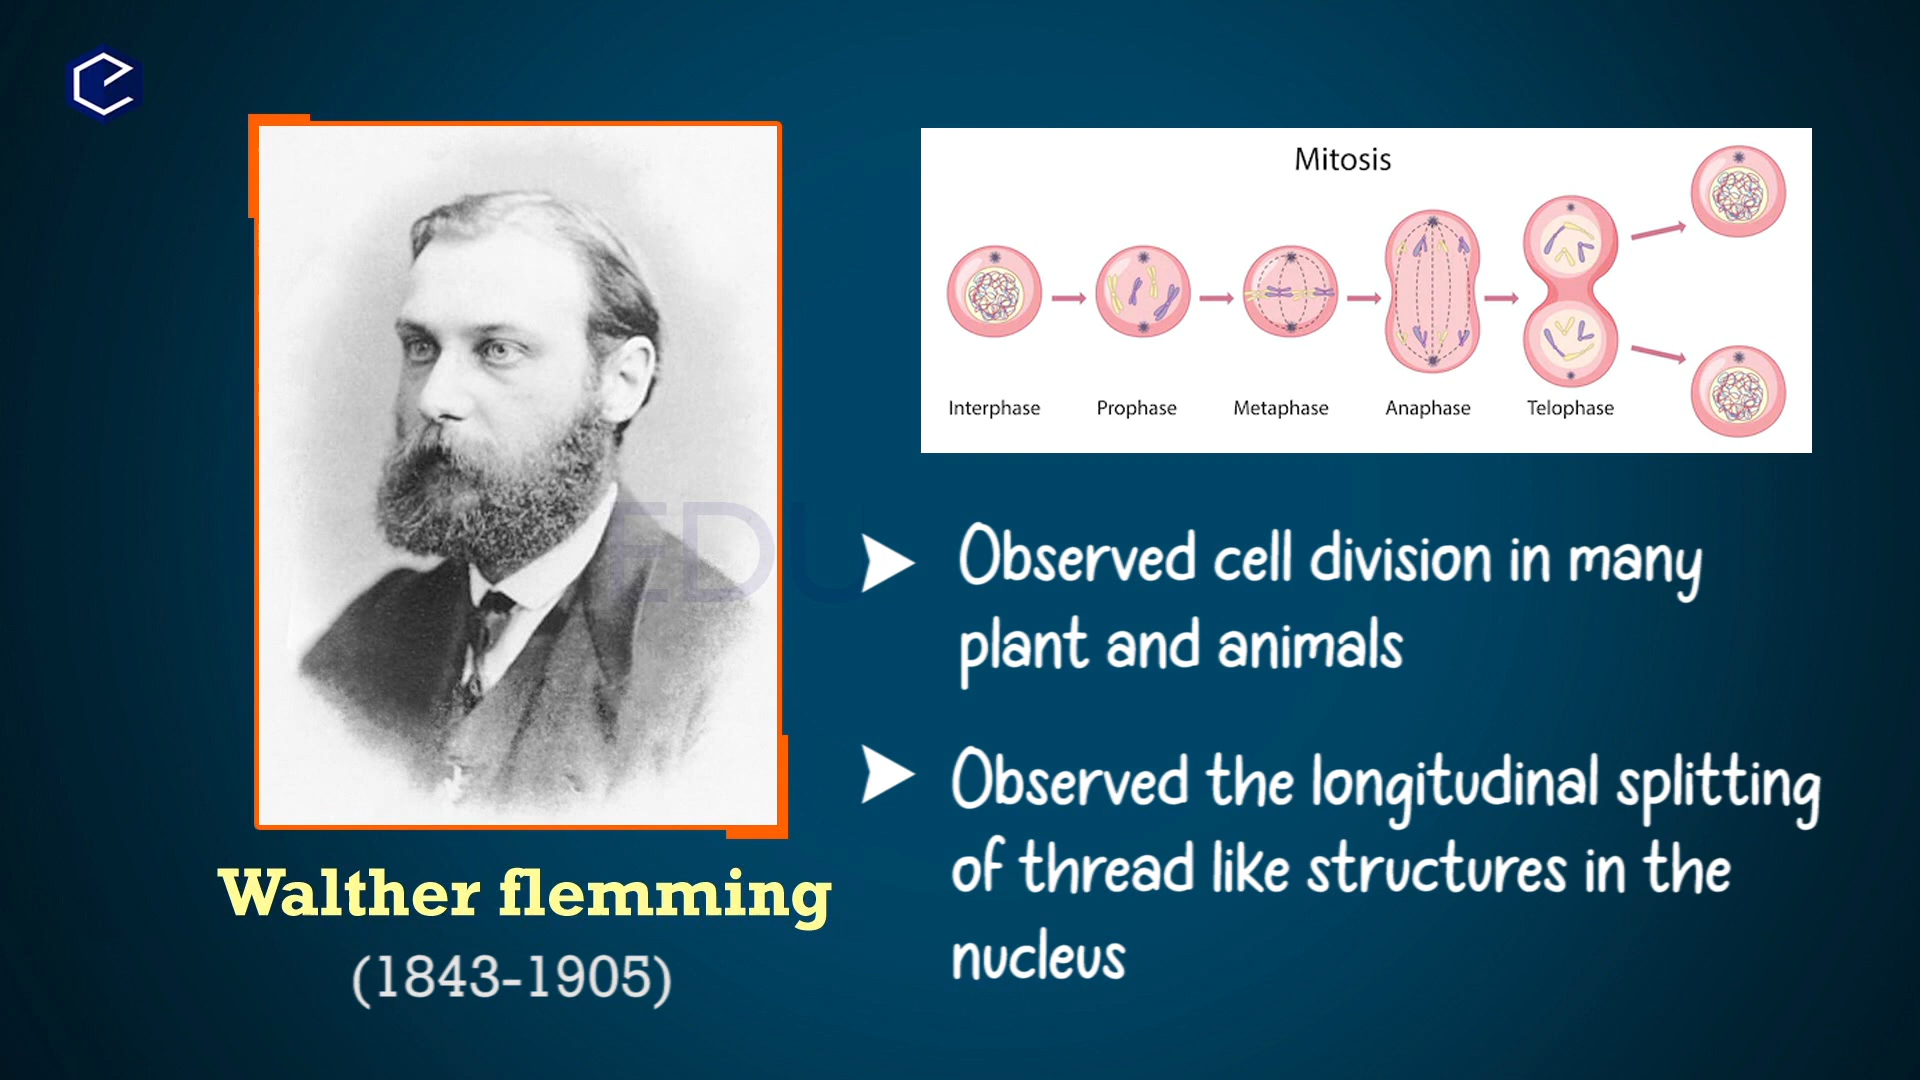 Mitosis
Interphase
Prophase
Metaphase
Anaphase
Telophase
EDU
Observed cell division in many
plant and animals
Observed the longitudinal splitting
of thread like structures in the
nucleus
Walther flemming
(1843-1905)